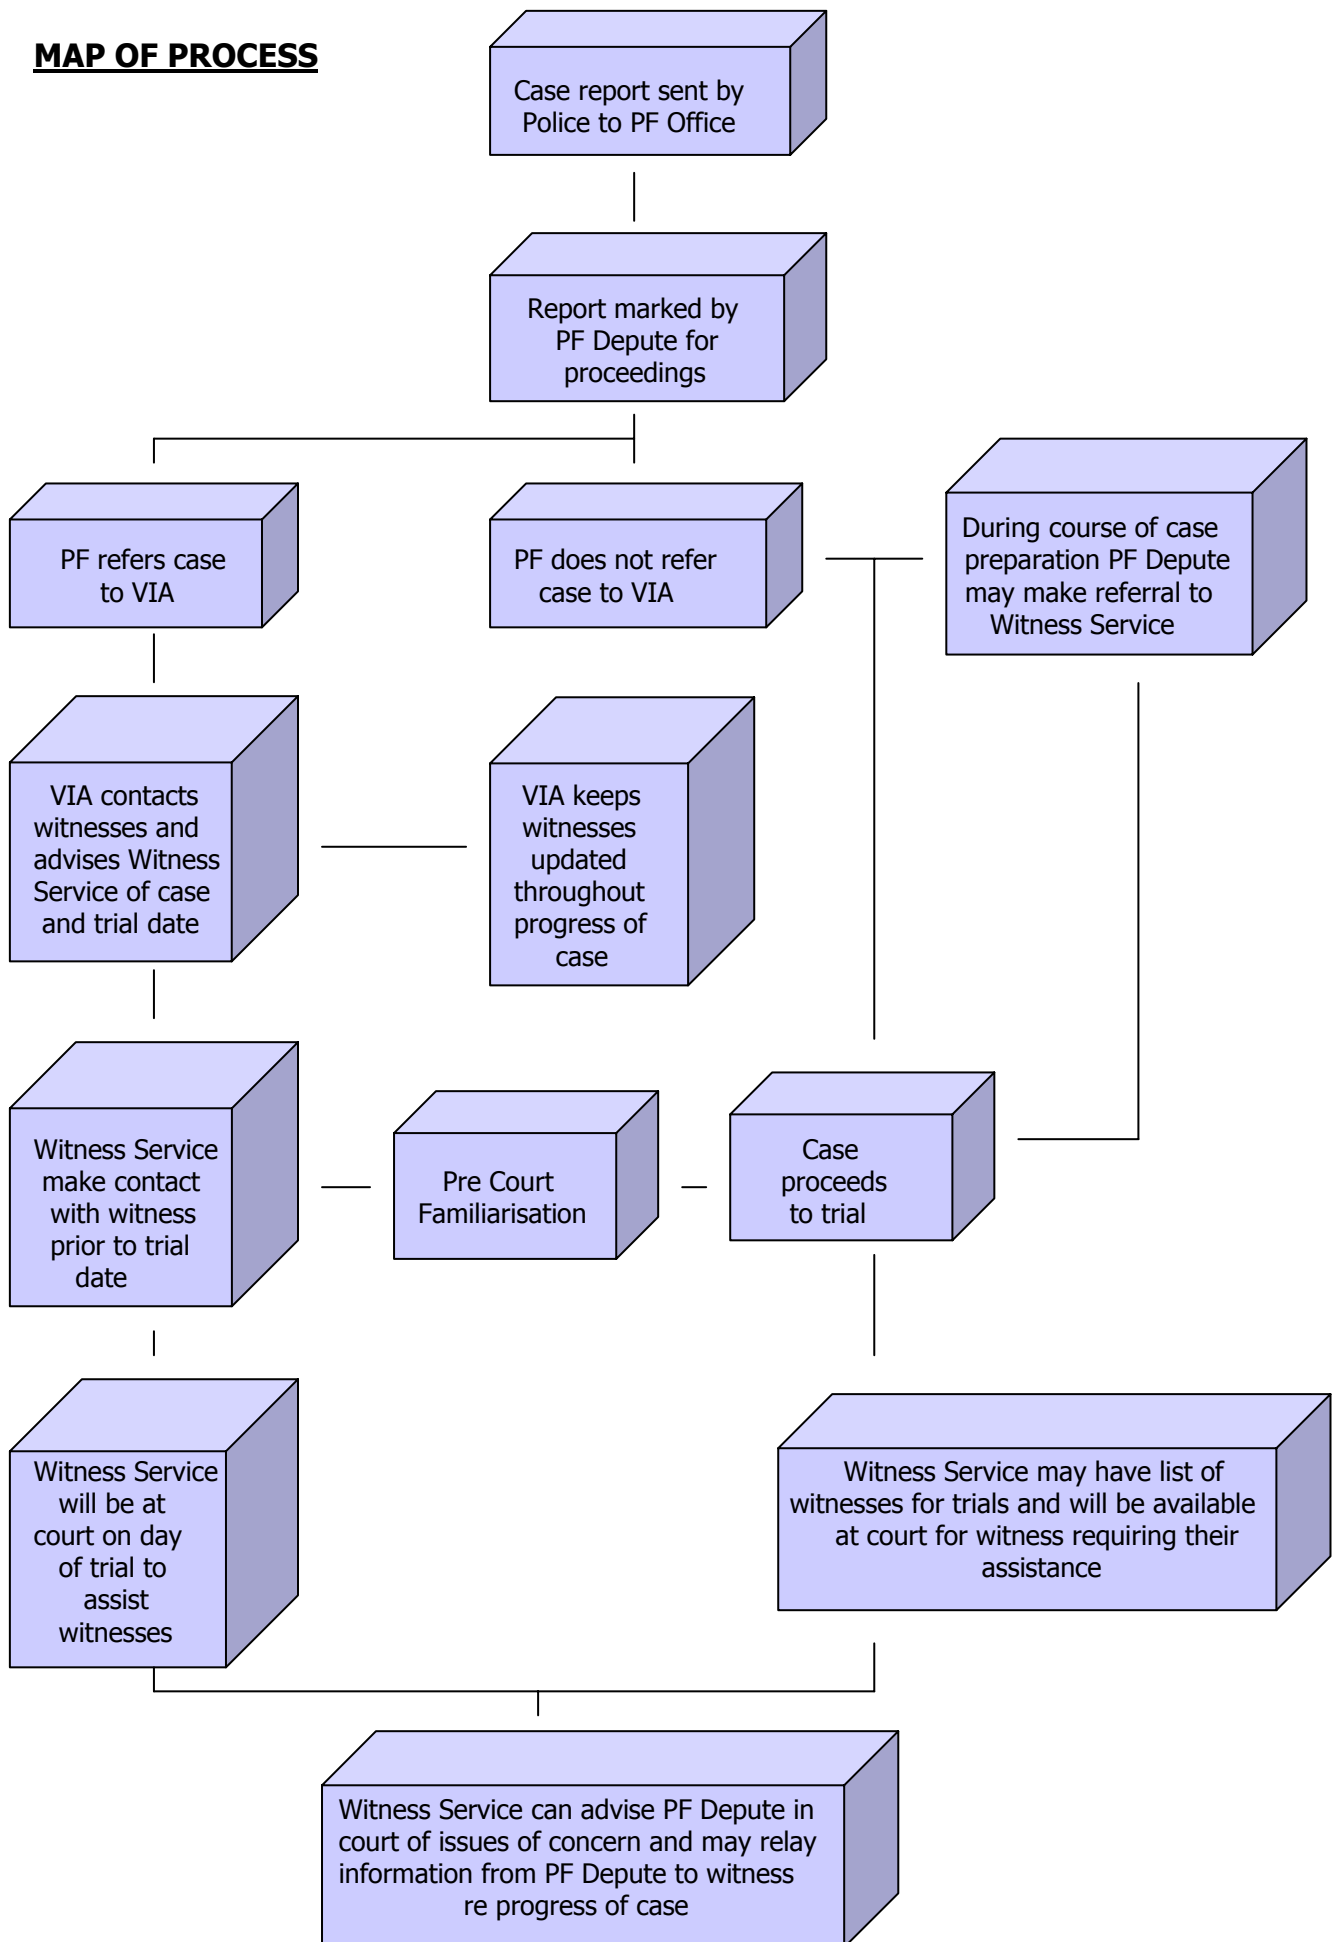 MAP OF PROCESS
Case report sent by
Police to PF Office
Report marked by
PF Depute for
proceedings
PF refers case
to VIA
PF does not refer
case to VIA
During course of case
preparation PF Depute
may make referral to
Witness Service
VIA contacts
witnesses and
advises Witness
Service of case
and trial date
VIA keeps
witnesses
updated
throughout
progress of
case
Witness Service
make contact
with witness
prior to trial
date
Pre Court
Familiarisation
Case
proceeds
to trial
Witness Service
will be at
court on day
of trial to
assist
witnesses
Witness Service may have list of
witnesses for trials and will be available
at court for witness requiring their
assistance
Witness Service can advise PF Depute in
court of issues of concern and may relay
information from PF Depute to witness
re progress of case